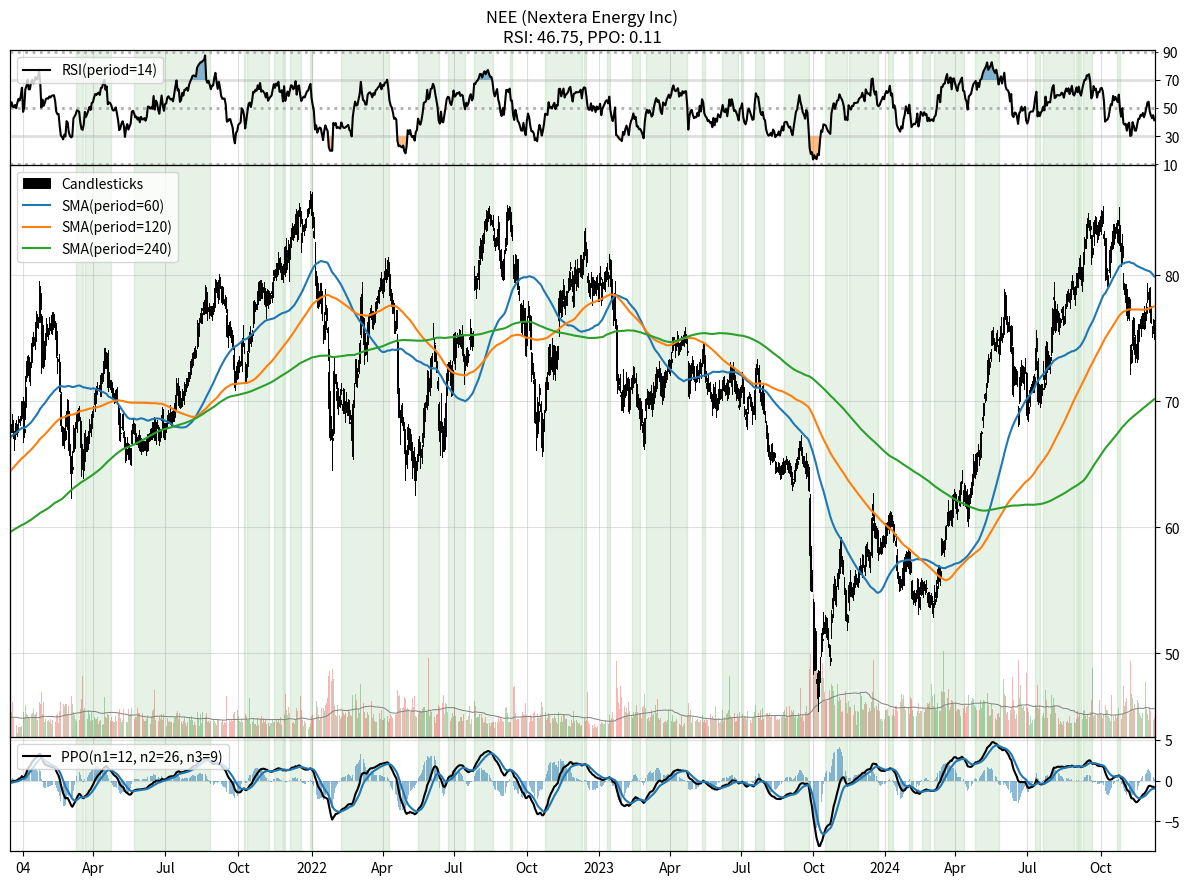 NEE (Nextera Energy Inc)
RSI: 46.75, PPO: 0.11
RSI(period=14)
90
70
50
30
10
Candlesticks
SMA(period=60)
SMA(period=120)
SMA(period=240)
80
70
60
50
PPO(n1=12, n2=26, n3=9)
5
0
−5
04 Apr Jul Oct 2022 Apr Jul Oct 2023 Apr Jul Oct 2024 Apr Jul Oct